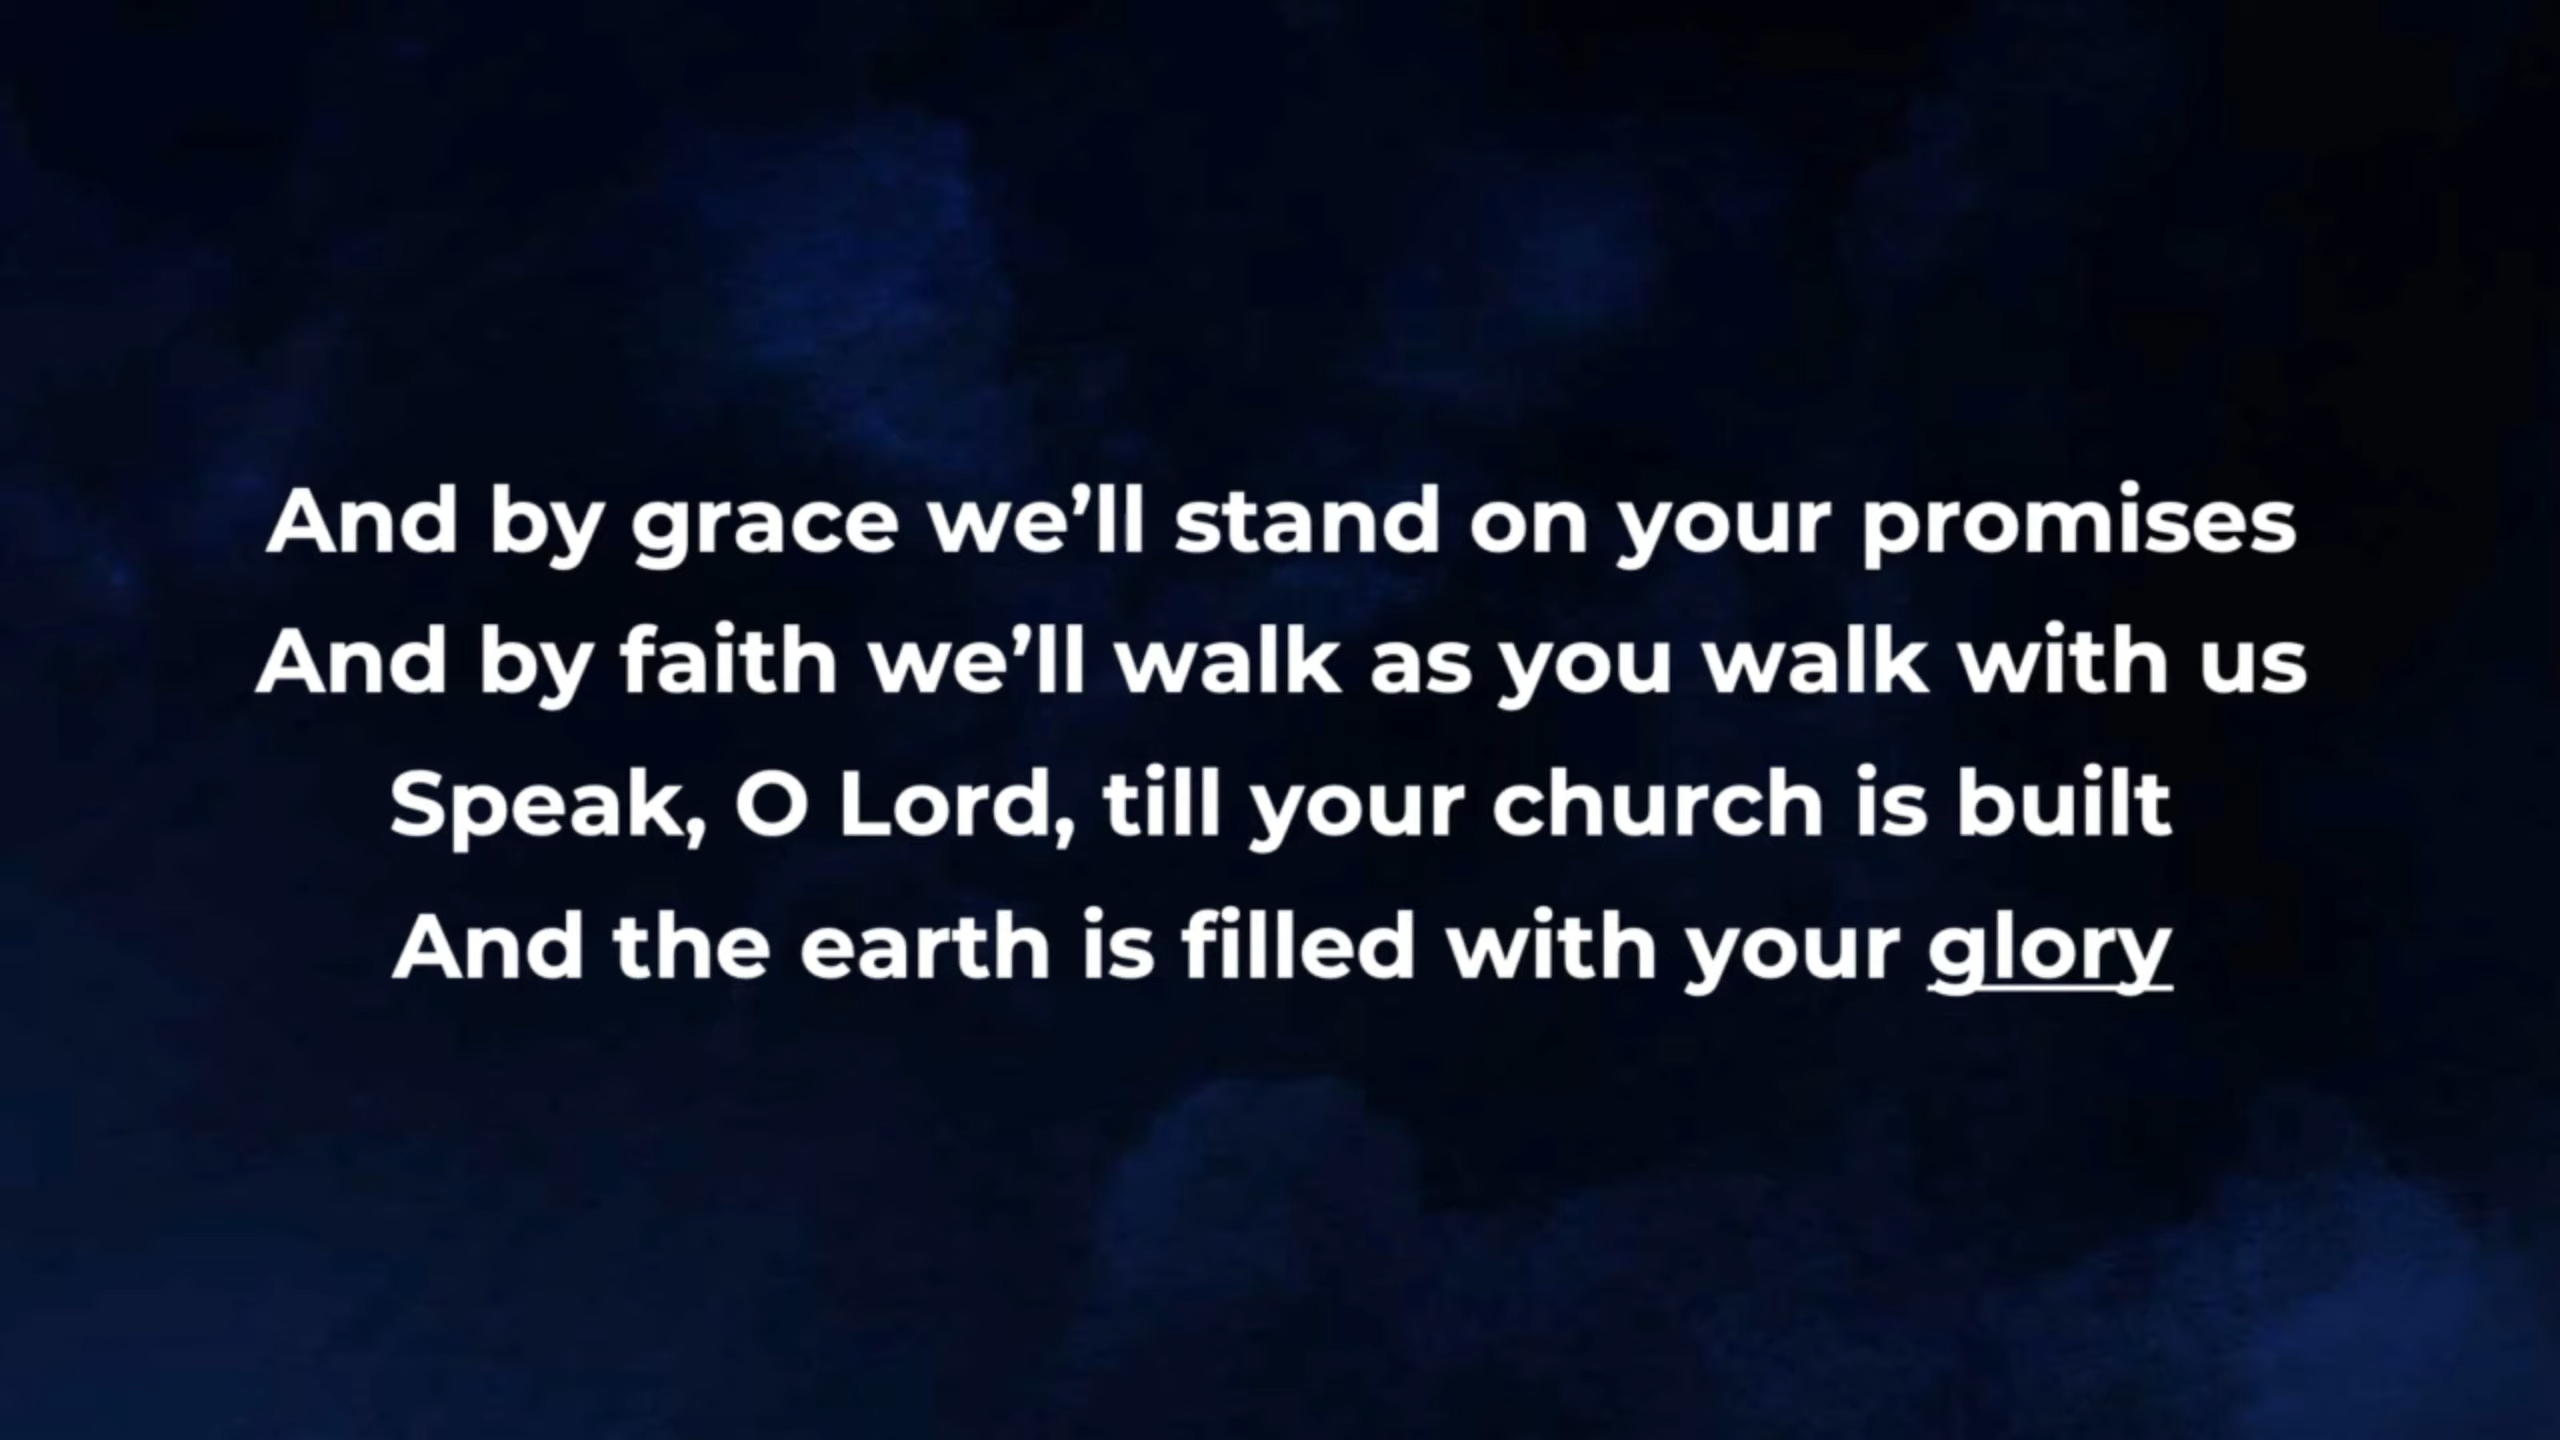 And by grace we’ll stand on your promises
And by faith we’ll walk as you walk with us
Speak, O Lord, till your church is built
And the earth is filled with your glory